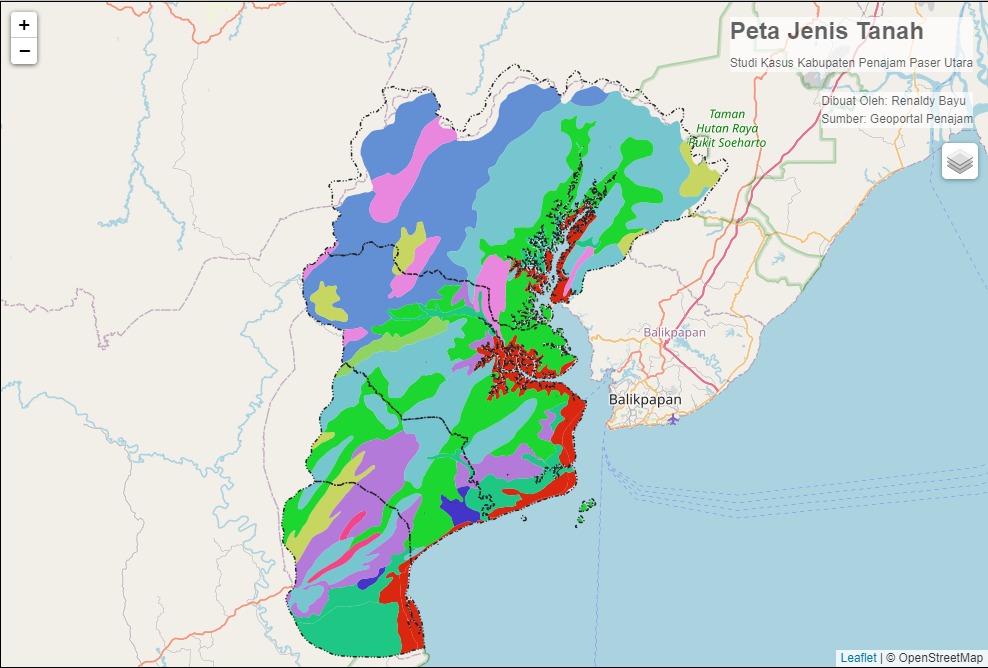 +
−
Peta Jenis Tanah
Studi Kasus Kabupaten Penajam Paser Utara
Dibuat Oleh: Renaldy Bayu
Sumber: Geoportal Penajam
Taman
Hutan Raya
Bukit Soeharto
Balikpapan
Balikpapan
Leaflet | © OpenStreetMap